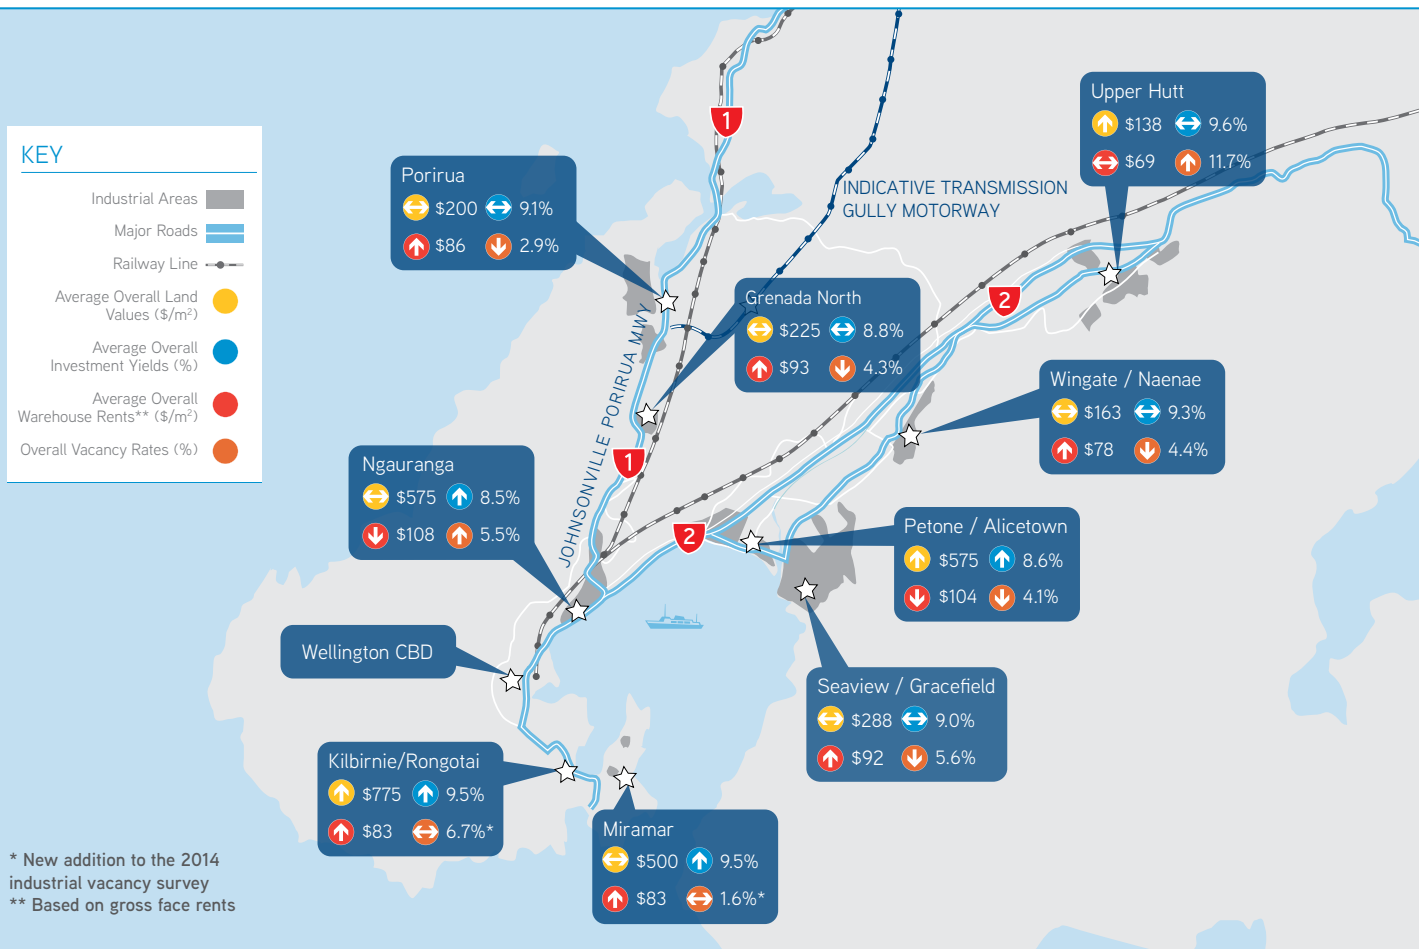 KEY
Industrial Areas
Major Roads
Railway Line
Average Overall Land
Values ($/m²)
Average Overall
Investment Yields (%)
Average Overall
Warehouse Rents** ($/m²)
Overall Vacancy Rates (%)
1
Upper Hutt
$138 9.6%
$69 11.7%
Porirua
$200 9.1%
$86 2.9%
INDICATIVE TRANSMISSION
GULLY MOTORWAY
Grenada North
$225 8.8%
$93 4.3%
2
JOHNSONVILLE PORIRUA MWY
Wingate / Naenae
$163 9.3%
$78 4.4%
Ngauranga
$575 8.5%
$108 5.5%
1
2
Petone / Alicetown
$575 8.6%
$104 4.1%
Wellington CBD
Seaview / Gracefield
$288 9.0%
$92 5.6%
Kilbirnie/Rongotai
$775 9.5%
$83 6.7%*
Miramar
$500 9.5%
$83 1.6%*
* New addition to the 2014
industrial vacancy survey
** Based on gross face rents